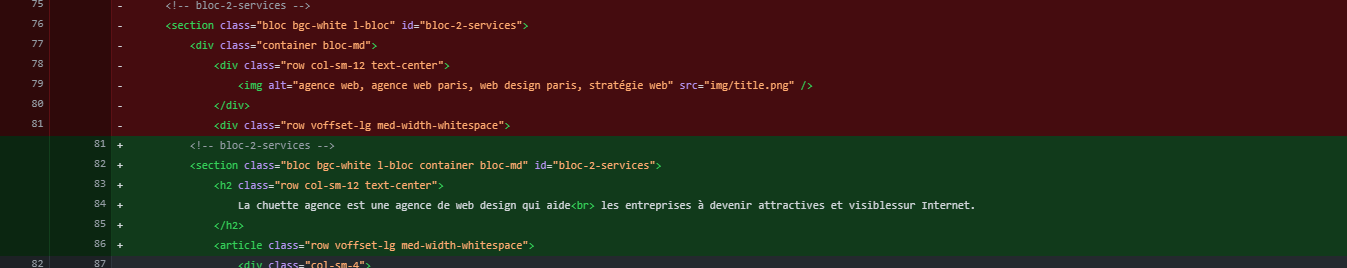 75 - <!-- bloc-2-services -->
76 - <section class="bloc bgc-white l-bloc" id="bloc-2-services">
77 - <div class="container bloc-md">
78 - <div class="row col-sm-12 text-center">
79 - <img alt="agence web, agence web paris, web design paris, stratégie web" src="img/title.png" />
80 - </div>
81 - <div class="row voffset-lg med-width-whitespace">
81 + <!-- bloc-2-services -->
82 + <section class="bloc bgc-white l-bloc container bloc-md" id="bloc-2-services">
83 + <h2 class="row col-sm-12 text-center">
84 + La chuette agence est une agence de web design qui aide<br> les entreprises à devenir attractives et visiblessur Internet.
85 + </h2>
86 + <article class="row voffset-lg med-width-whitespace">
82 87 <div class="col-sm-4">